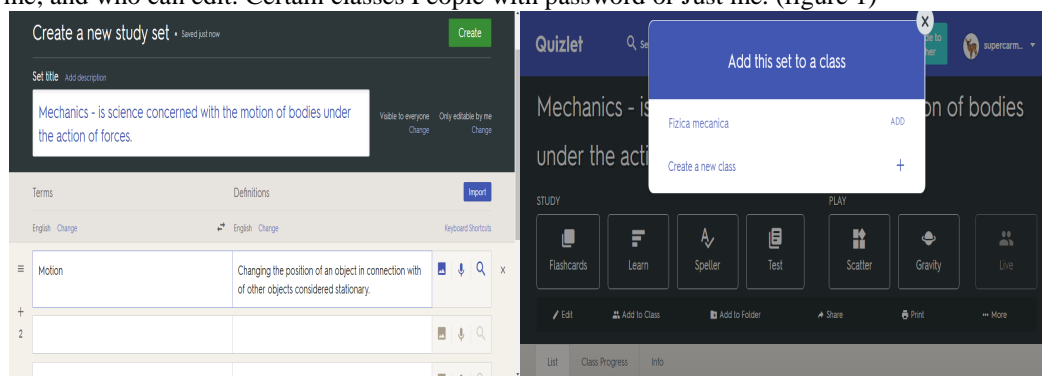 me, and who can edit. Certain classes People with password or Just me. (figure 1)
Create a new study set • Saved just now
Create
Set title Add description
Mechanics - is science concerned with the motion of bodies under
the action of forces.
Visible to everyone Only editable by me
Change Change
Terms Definitions Import
English Change English Change Keyboard Shortcuts
Motion
Changing the position of an object in connection with
of other objects considered stationary.
x
2
Quizlet
Se
X
Add this set to a class
de to
her
supercarm...
Fizica mecanica ADD
Create a new class +
Mechanics - is on of bodies
under the acti
STUDY PLAY
Flashcards Learn Speller Test Scatter Gravity Live
Edit Add to Class Add to Folder Share Print More
List Class Progress Info